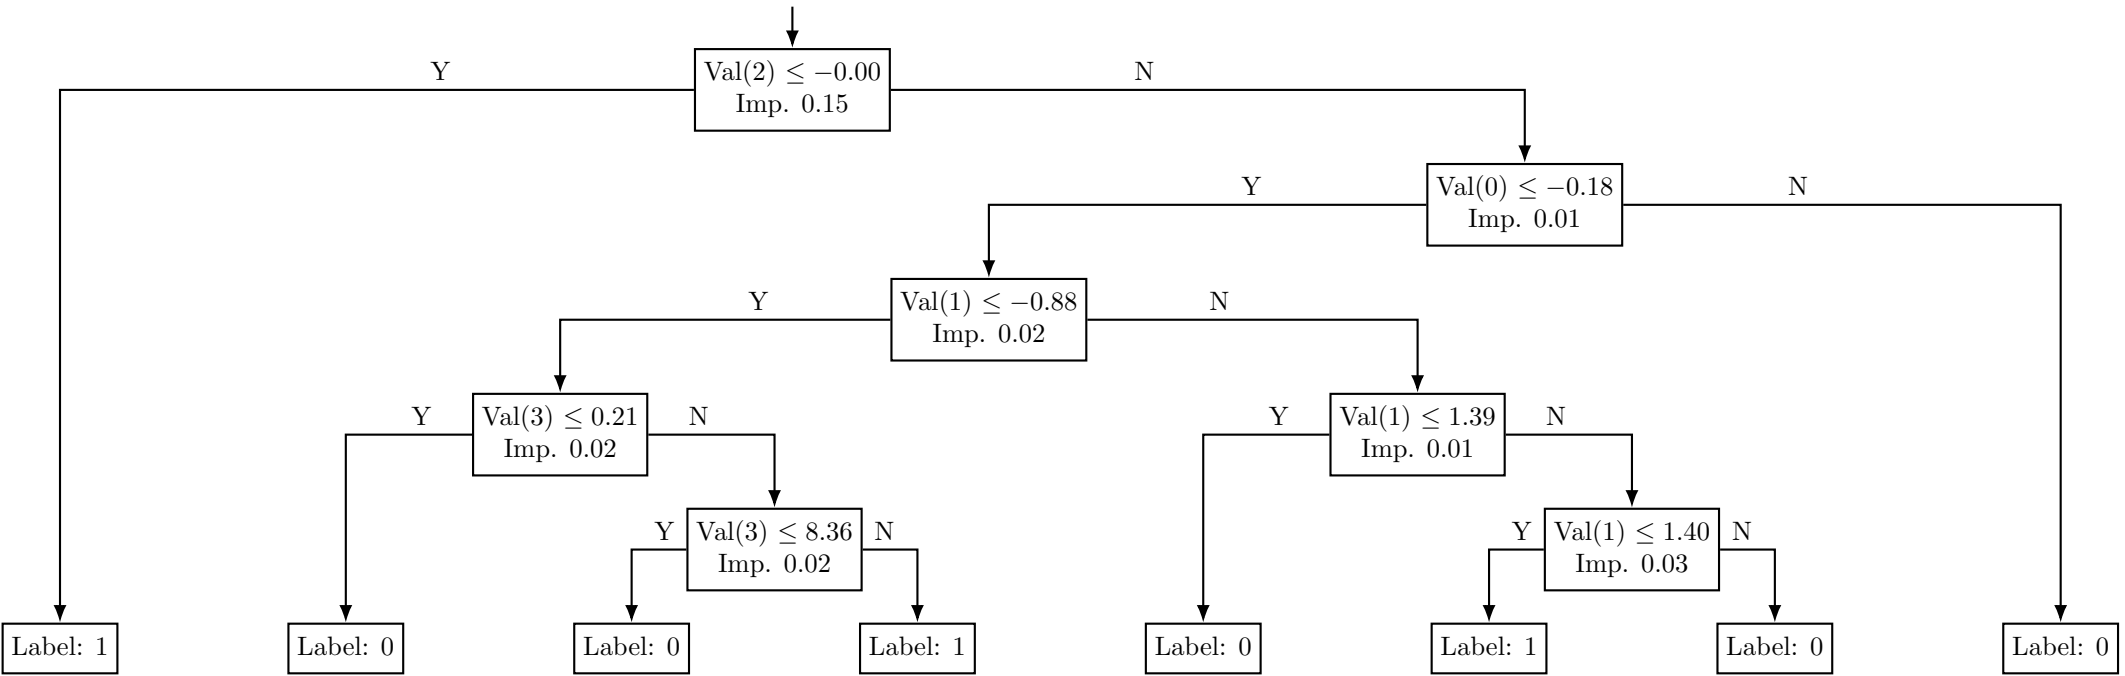 Y
Val(2) ≤ −0.00
Imp. 0.15
N
Y
Val(0) ≤ −0.18
Imp. 0.01
N
Y
Val(1) ≤ −0.88
Imp. 0.02
N
Y
Val(3) ≤ 0.21
Imp. 0.02
N
Y
Val(1) ≤ 1.39
Imp. 0.01
N
Y
Val(3) ≤ 8.36
Imp. 0.02
N
Y
Val(1) ≤ 1.40
Imp. 0.03
N
Label: 1
Label: 0
Label: 0
Label: 1
Label: 0
Label: 1
Label: 0
Label: 0